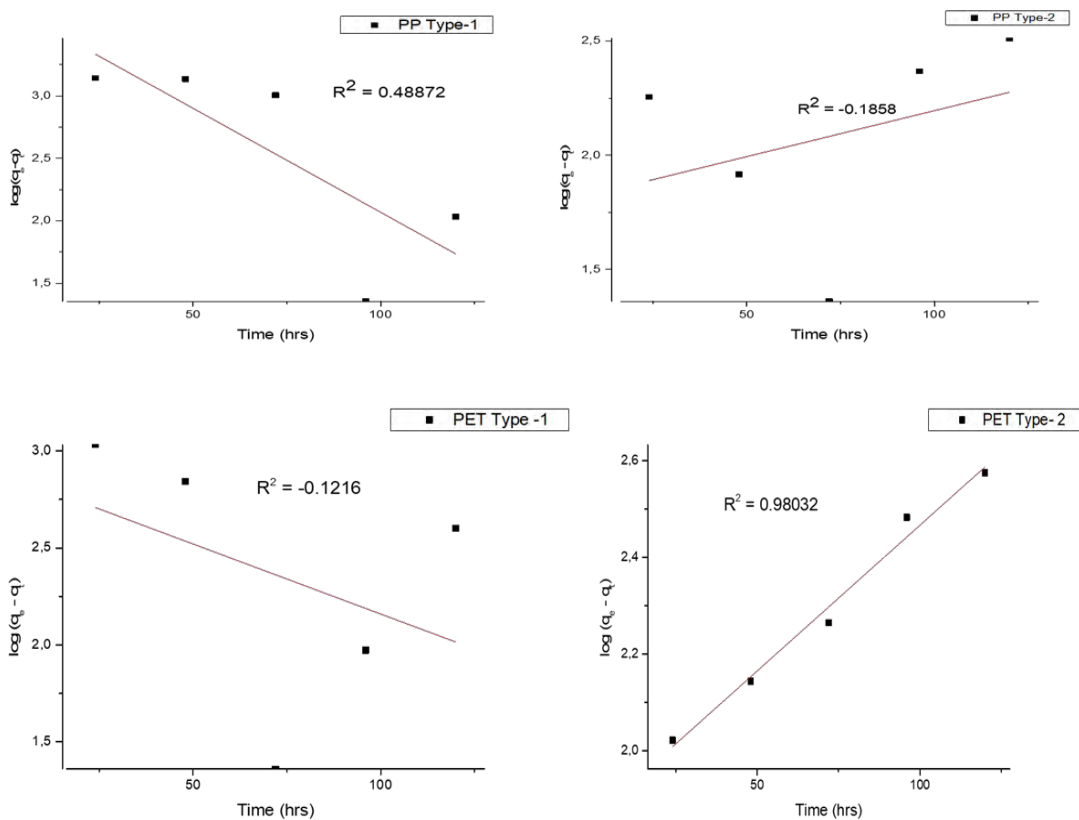 PP Type-1
3,0
2,5
2,0
1,5
log(qe-qt)
R2 = 0.48872
50
100
Time (hrs)
PP Type-2
2,5
2,0
1,5
log(qe-qt)
R2 = -0.1858
50
100
Time (hrs)
PET Type -1
3,0
2,5
2,0
1,5
log (qe - qt)
R2 = -0.1216
50
100
Time (hrs)
PET Type- 2
2,6
2,4
2,2
2,0
log (qe - qt)
R2 = 0.98032
50
100
Time (hrs)